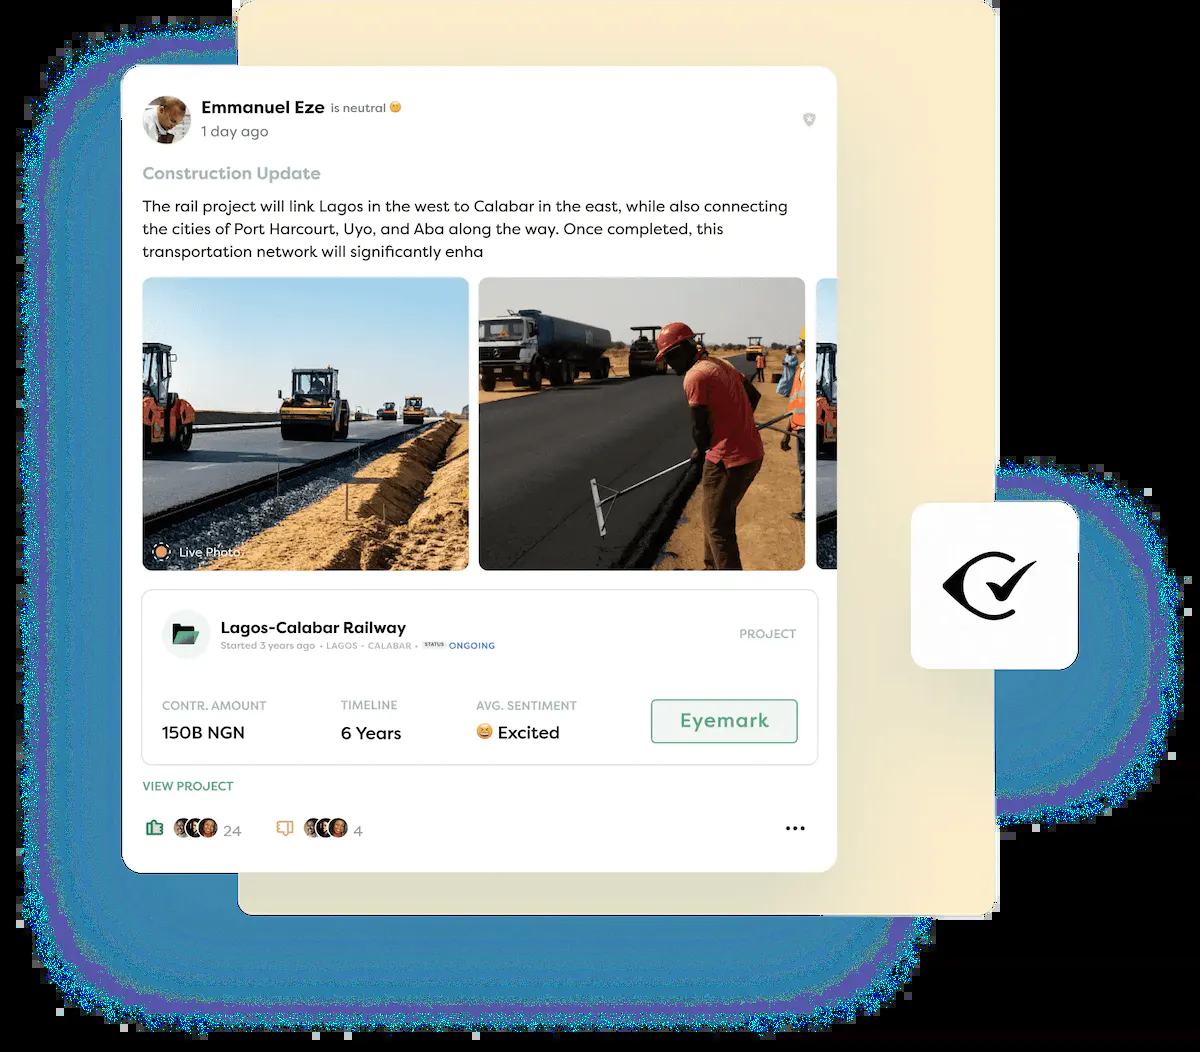 Emmanuel Eze is neutral
1 day ago
Construction Update
The rail project will link Lagos in the west to Calabar in the east, while also connecting
the cities of Port Harcourt, Uyo, and Aba along the way. Once completed, this
transportation network will significantly enha
Live Photo
Lagos-Calabar Railway
Started 3 years ago • LAGOS - CALABAR • STATUS ONGOING
PROJECT
CONTR. AMOUNT TIMELINE AVG. SENTIMENT
150B NGN 6 Years Excited
Eyemark
VIEW PROJECT
24 4